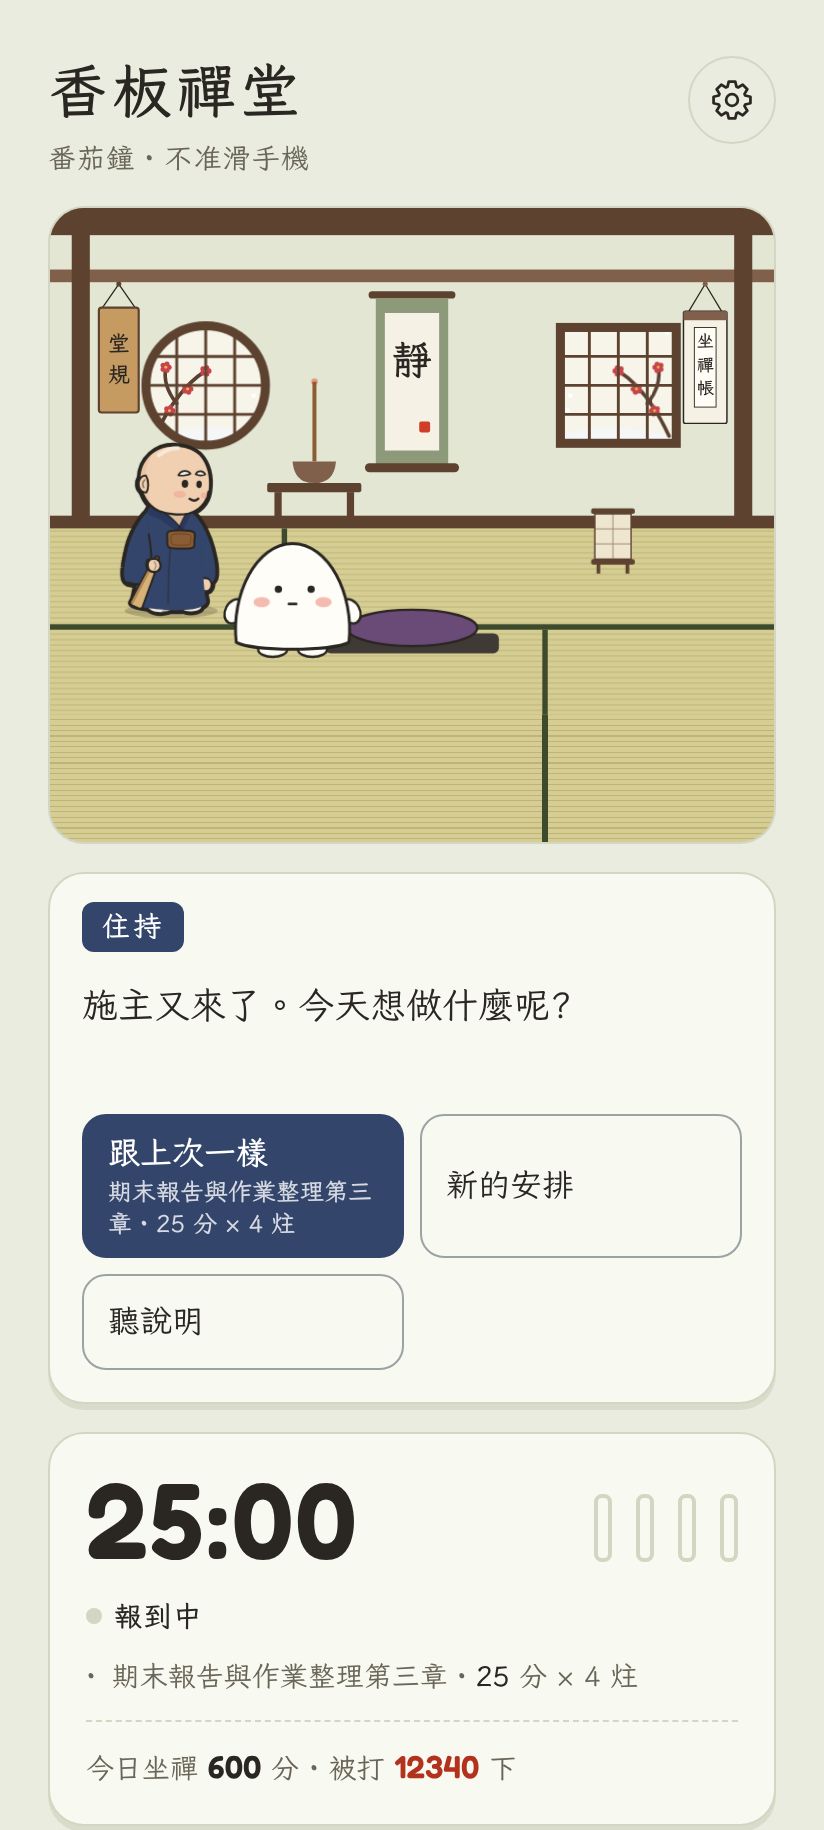 香板禪堂
番茄鐘・不准滑手機
堂規
靜
坐禪帳
住持
施主又來了。今天想做什麼呢？
跟上次一樣
期末報告與作業整理第三
章・25 分 × 4 炷
新的安排
聽說明
25:00
報到中
・ 期末報告與作業整理第三章・25 分 × 4 炷
今日坐禪 600 分・被打 12340 下